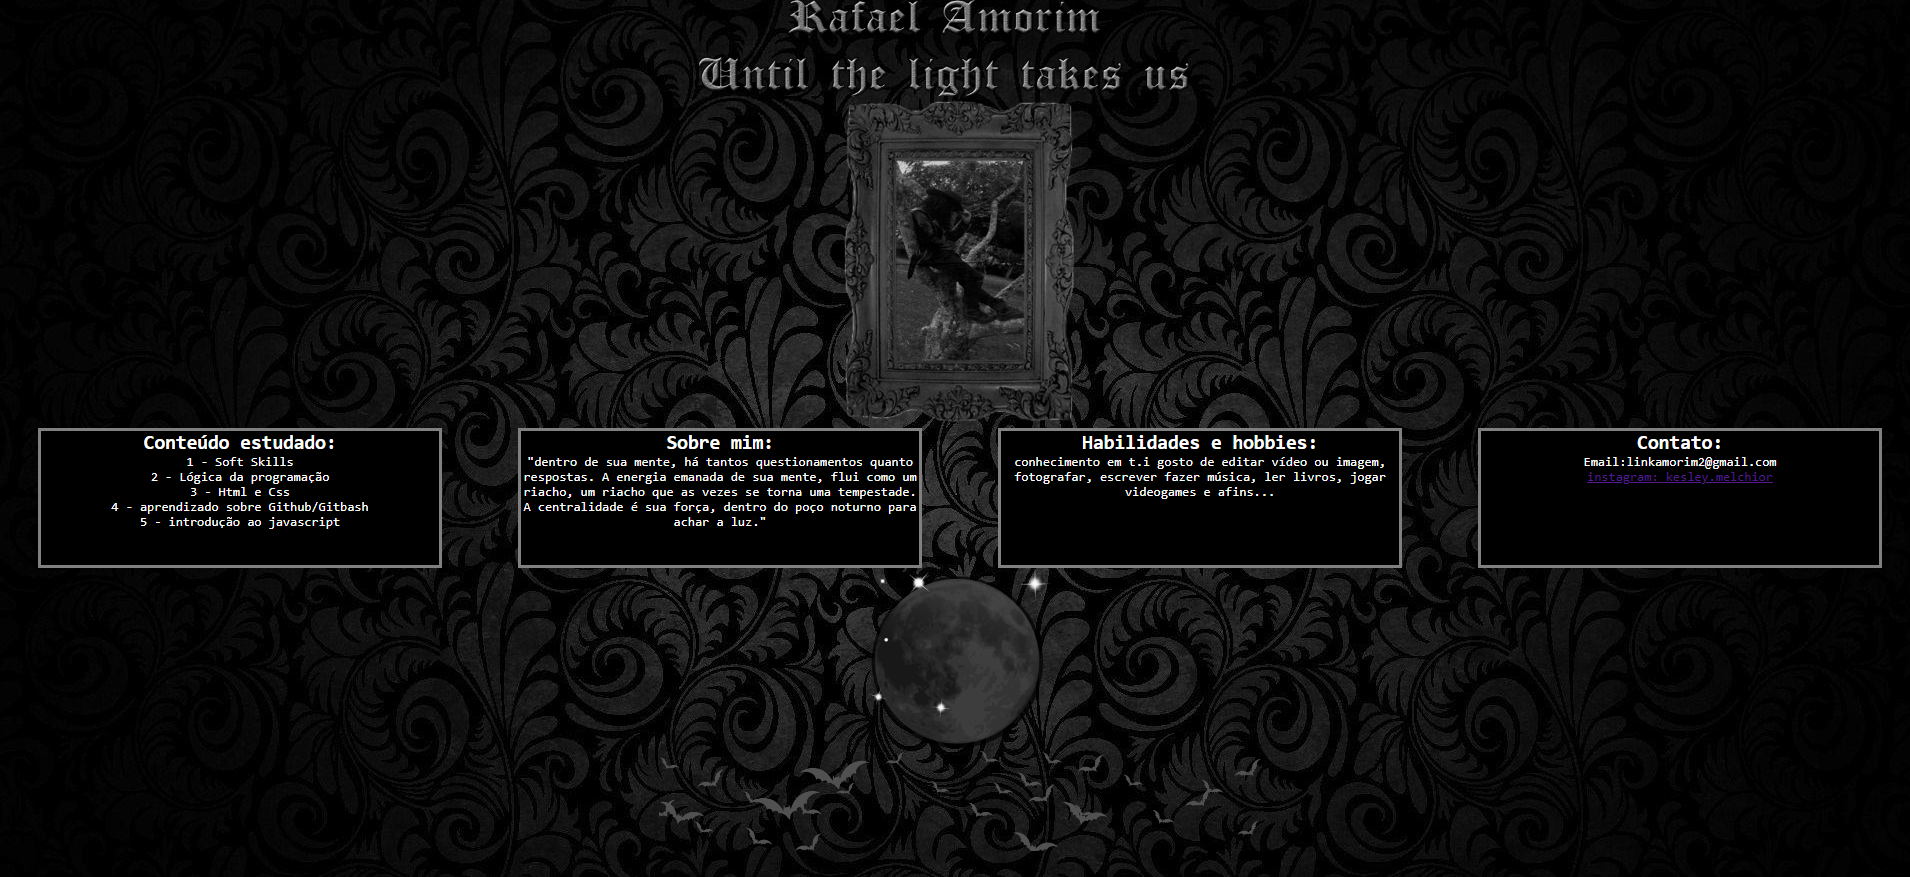 Rafael Amorim
Until the light takes us
Conteúdo estudado:
1 - Soft Skills
2 - Lógica da programação
3 - Html e Css
4 - aprendizado sobre Github/Gitbash
5 - introdução ao javascript
Sobre mim:
"dentro de sua mente, há tantos questionamentos quanto
respostas. A energia emanada de sua mente, flui como um
riacho, um riacho que as vezes se torna uma tempestade.
A centralidade é sua força, dentro do poço noturno para
achar a luz."
Habilidades e hobbies:
conhecimento em t.i gosto de editar vídeo ou imagem,
fotografar, escrever fazer música, ler livros, jogar
videogames e afins...
Contato:
Email:linkamorim2@gmail.com
instagram: kesley.melchior